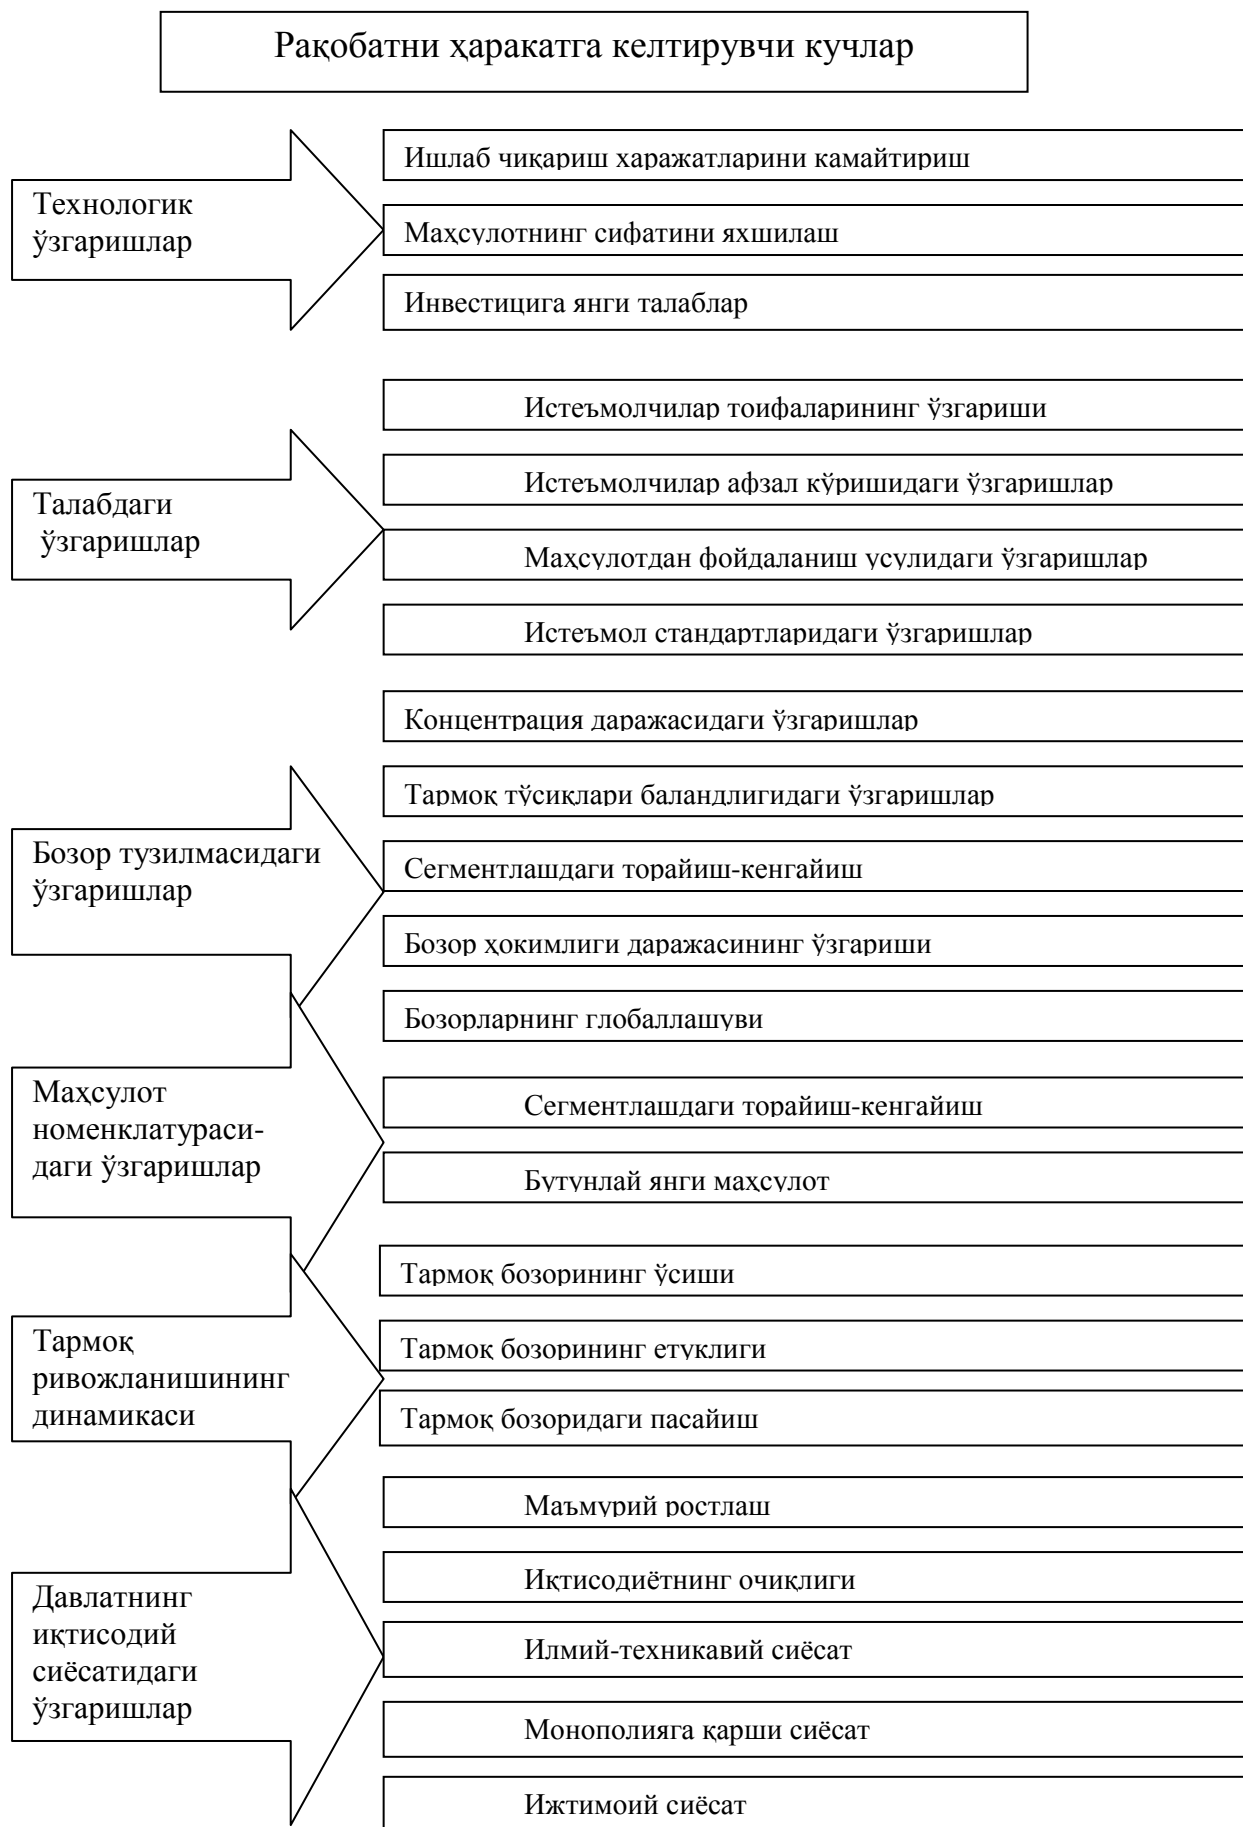 Рақобатни ҳаракатга келтирувчи кучлар
Технологик
ўзгаришлар
Ишлаб чиқариш харажатларини камайтириш
Маҳсулотнинг сифатини яхшилаш
Инвестицига янги талаблар
Талабдаги
ўзгаришлар
Истеъмолчилар тоифаларининг ўзгариши
Истеъмолчилар афзал кўришидаги ўзгаришлар
Маҳсулотдан фойдаланиш усулидаги ўзгаришлар
Истеъмол стандартларидаги ўзгаришлар
Бозор тузилмасидаги
ўзгаришлар
Концентрация даражасидаги ўзгаришлар
Тармоқ тўсиқлари баландлигидаги ўзгаришлар
Сегментлашдаги торайиш-кенгайиш
Бозор ҳокимлиги даражасининг ўзгариши
Бозорларнинг глобаллашуви
Маҳсулот
номенклатураси-
даги ўзгаришлар
Сегментлашдаги торайиш-кенгайиш
Бутунлай янги маҳсулот
Тармоқ
ривожланишининг
динамикаси
Тармоқ бозорининг ўсиши
Тармоқ бозорининг етуклиги
Тармоқ бозоридаги пасайиш
Давлатнинг
иқтисодий
сиёсатидаги
ўзгаришлар
Маъмурий ростлаш
Иқтисодиётнинг очиқлиги
Илмий-техникавий сиёсат
Монополияга қарши сиёсат
Ижтимоий сиёсат